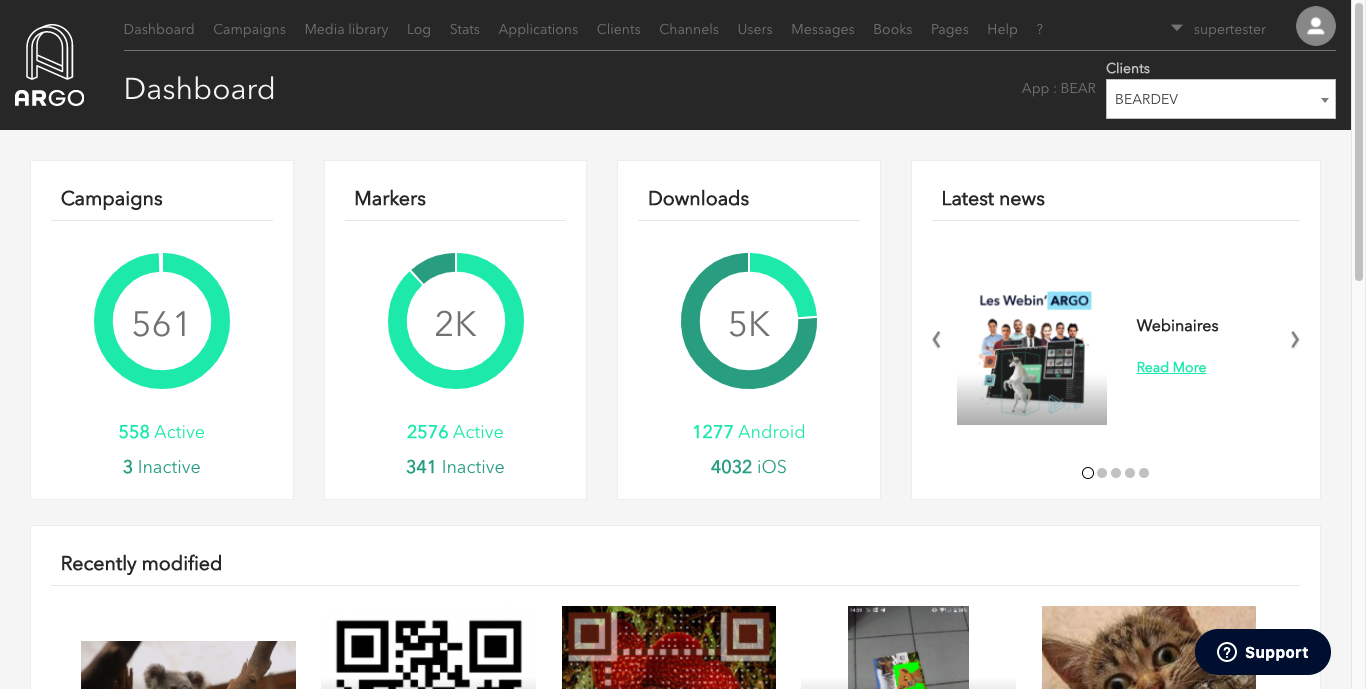 Dashboard Campaigns Media library Log Stats Applications Clients Channels Users Messages Books Pages Help ? supertester
ARGO
Dashboard
App : BEAR
Clients
BEARDEV
Campaigns
561
558 Active
3 Inactive
Markers
2K
2576 Active
341 Inactive
Downloads
5K
1277 Android
4032 iOS
Latest news
Les Webin' ARGO
Webinaires
Read More
Recently modified
14:59
? Support